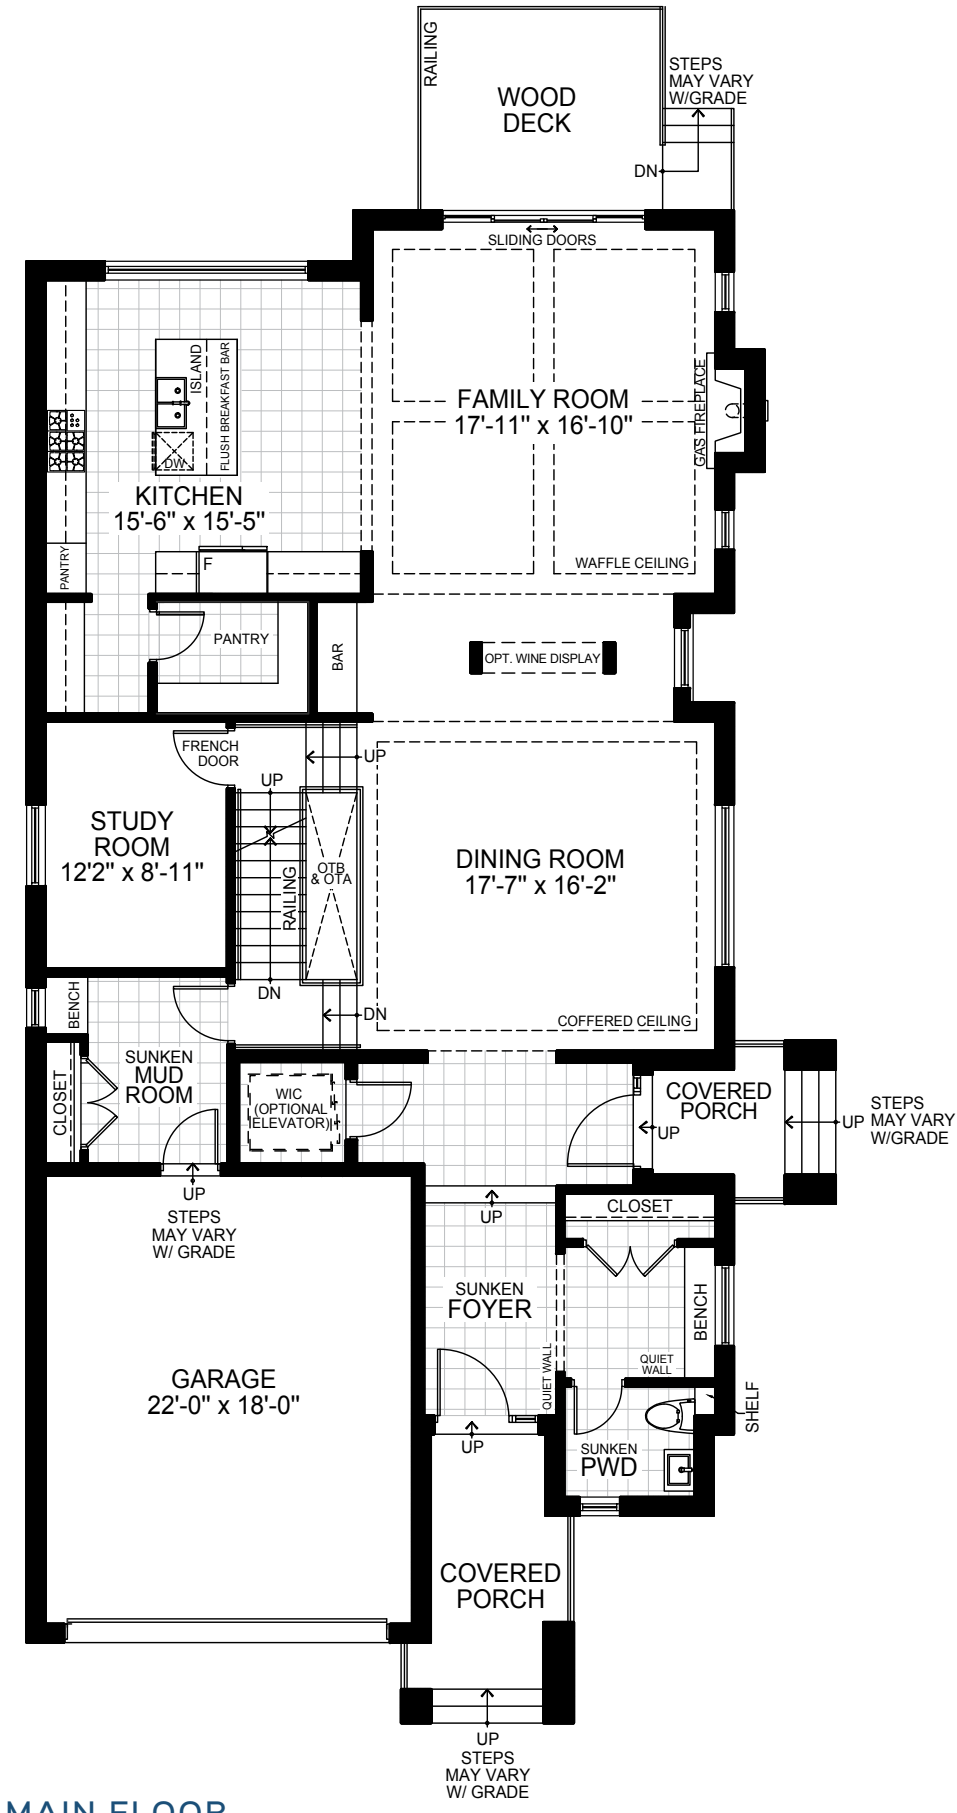 RAILING
WOOD
DECK
STEPS
MAY VARY
W/GRADE
DN
SLIDING DOORS
ISLAND
FLUSH BREAKFAST BAR
DW
FAMILY ROOM
17'-11" x 16'-10"
GAS FIREPLACE
KITCHEN
15'-6" x 15'-5"
PANTRY
F
WAFFLE CEILING
PANTRY
BAR
OPT. WINE DISPLAY
FRENCH
DOOR
UP
UP
STUDY
ROOM
12'2" x 8'-11"
RAILING
OTB
& OTA
DINING ROOM
17'-7" x 16'-2"
DN
DN
COFFERED CEILING
BENCH
SUNKEN
MUD
ROOM
CLOSET
WIC
(OPTIONAL
ELEVATOR)
COVERED
PORCH
UP
UP
STEPS
MAY VARY
W/GRADE
UP
STEPS
MAY VARY
W/ GRADE
UP
CLOSET
SUNKEN
FOYER
BENCH
QUIET WALL
QUIET
WALL
GARAGE
22'-0" x 18'-0"
SHELF
UP
SUNKEN
PWD
COVERED
PORCH
UP
STEPS
MAY VARY
W/ GRADE
MAIN FLOOR